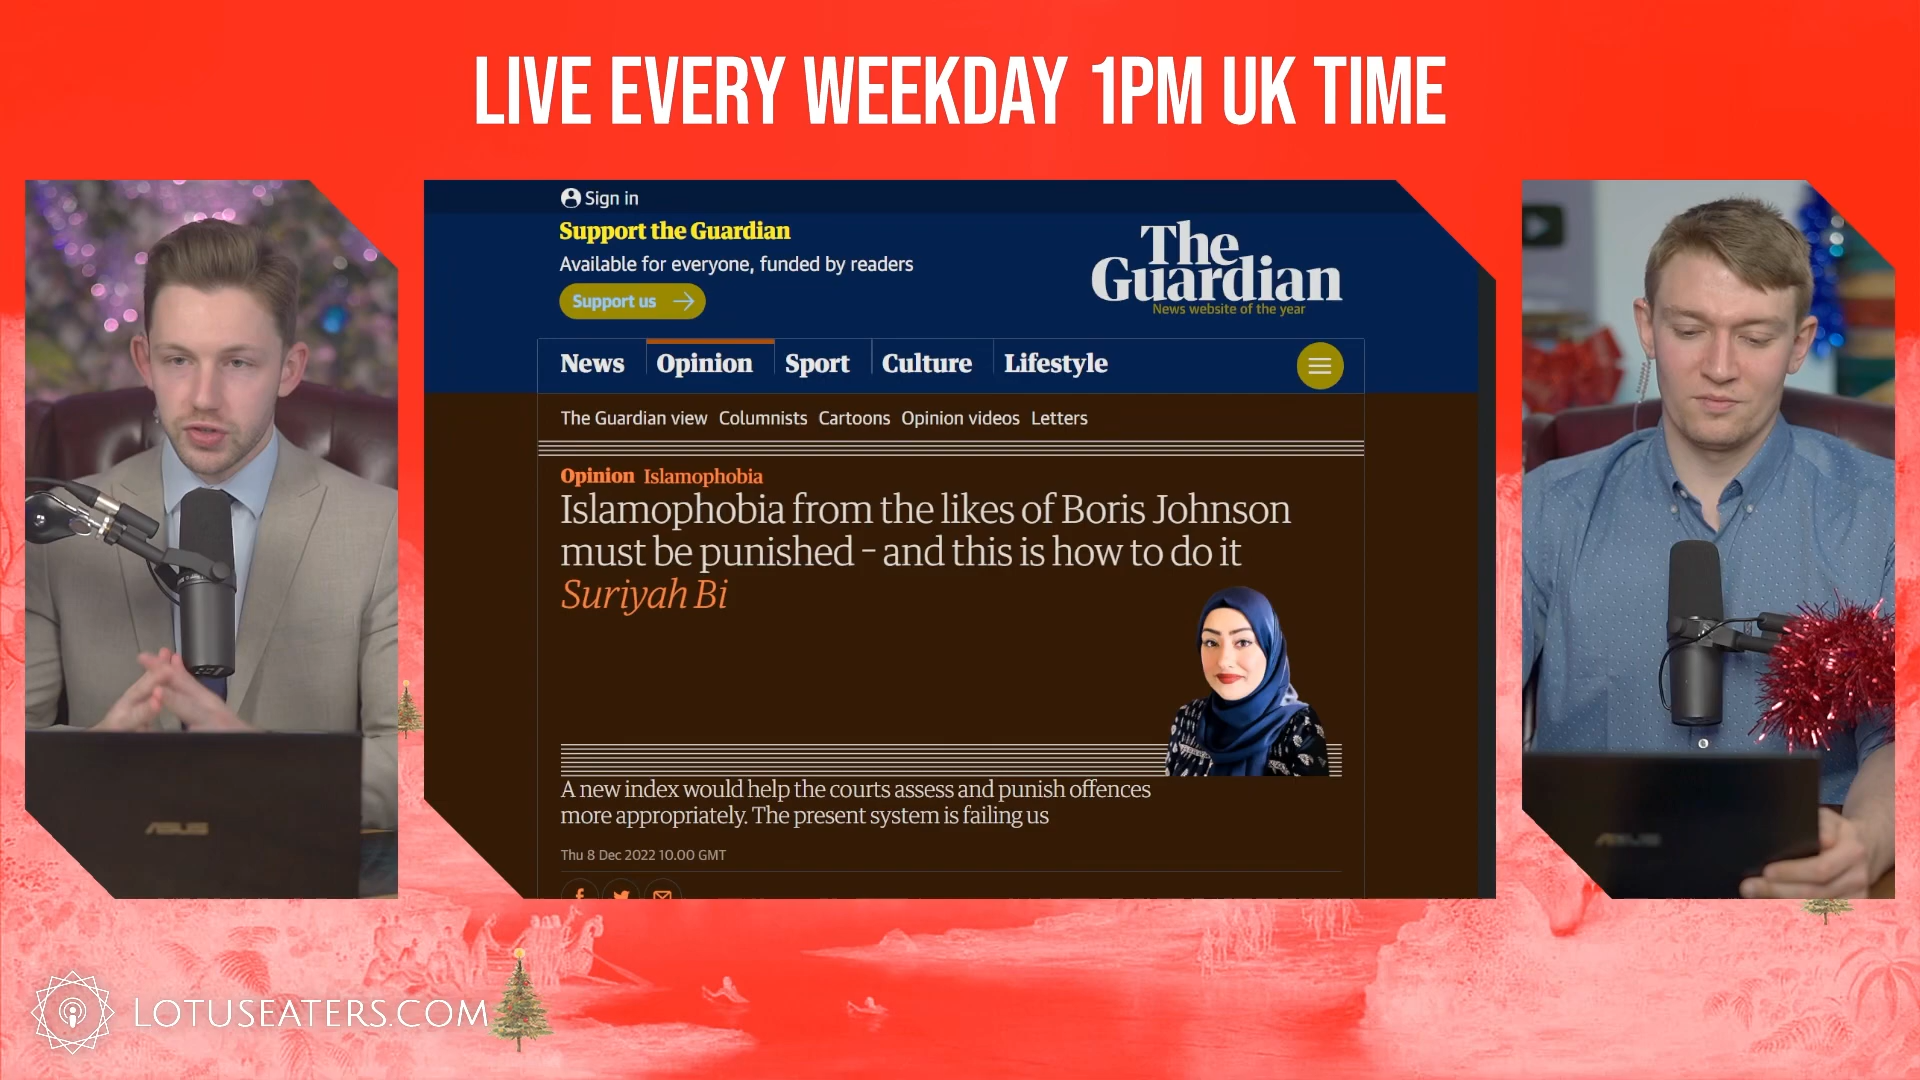 LIVE EVERY WEEKDAY 1PM UK TIME
Sign in
Support the Guardian
Available for everyone, funded by readers
Support us
The Guardian
News website of the year
News Opinion Sport Culture Lifestyle
The Guardian view Columnists Cartoons Opinion videos Letters
Opinion Islamophobia
Islamophobia from the likes of Boris Johnson
must be punished – and this is how to do it
Suriyah Bi
A new index would help the courts assess and punish offences
more appropriately. The present system is failing us
Thu 8 Dec 2022 10.00 GMT
ASUS
ASUS
LOTUSEATERS.COM